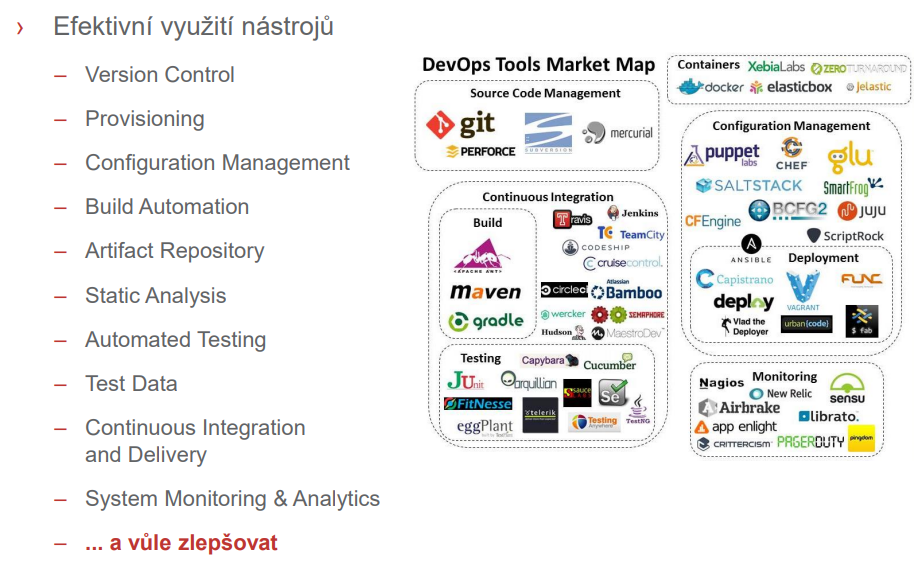 › Efektivní využití nástrojů
– Version Control
– Provisioning
– Configuration Management
– Build Automation
– Artifact Repository
– Static Analysis
– Automated Testing
– Test Data
– Continuous Integration
and Delivery
– System Monitoring & Analytics
– ... a vůle zlepšovat
DevOps Tools Market Map
Source Code Management
git
PERFORCE
SUBVERSION
mercurial
Containers
XebiaLabs
ZEROTURNAROUND
docker
elasticbox
Jelastic
Configuration Management
puppet
labs
CHEF
glu
SALTSTACK
SmartFrog
CFEngine
BCFG2
juju
ScriptRock
ANSIBLE
Deployment
Capistrano
VAGRANT
FUNC
deploy
Vlad the
Deployer
urban{code}
$ fab
Continuous Integration
Build
<APACHE ANT>
maven
gradle
Travis
Jenkins
TC TeamCity
CODESHIP
cruisecontrol.
circleci
Atlassian
Bamboo
wercker
SEMAPHORE
Hudson
MaestroDev™
Testing
Capybara
Cucumber
JUnit
arquillian
SAUCE
LABS
Se
FitNesse
telerik
eggPlant
Testing
Anywhere
TestNG
Monitoring
Nagios
New Relic
sensu
Airbrake
librato.
app enlight
CRITTERCISM
PAGERDUTY
pingdom